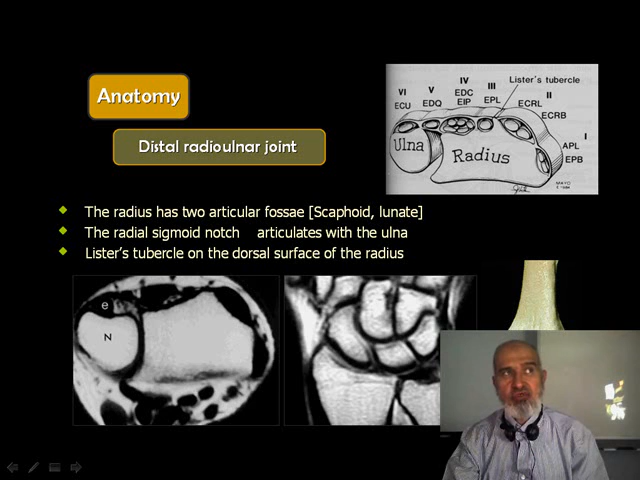 Anatomy
Distal radioulnar joint
Lister's tubercle
VI V IV III II
ECU EDQ EDC EIP EPL ECRL
ECRB
I
APL
EPB
Ulna
Radius
MAYO
The radius has two articular fossae [Scaphoid, lunate]
The radial sigmoid notch articulates with the ulna
Lister's tubercle on the dorsal surface of the radius
e
N